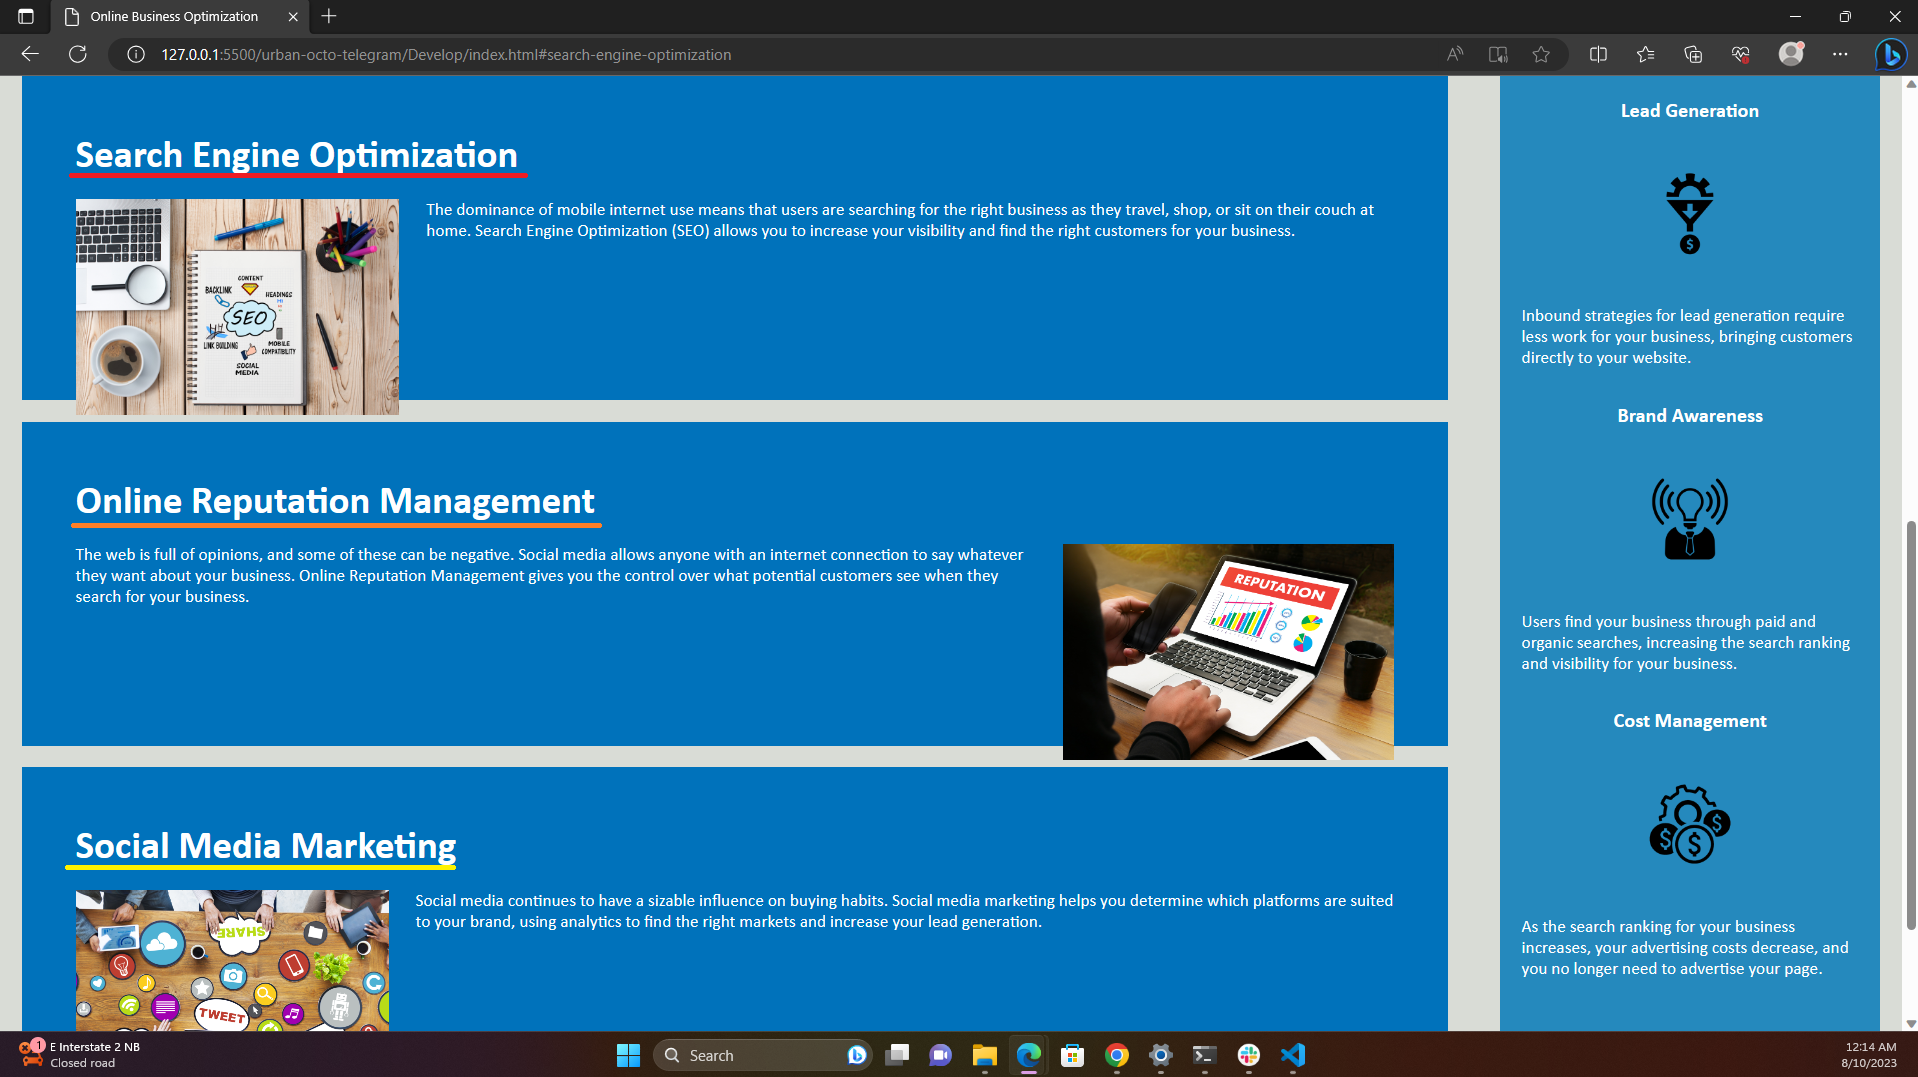 Online Business Optimization
127.0.0.1:5500/urban-octo-telegram/Develop/index.html#search-engine-optimization
Search Engine Optimization
The dominance of mobile internet use means that users are searching for the right business as they travel, shop, or sit on their couch at
home. Search Engine Optimization (SEO) allows you to increase your visibility and find the right customers for your business.
CONTENT
BACKLINK
HEADINGS
SEO
LINK BUILDING
MOBILE
COMPATIBILITY
SOCIAL
MEDIA
Online Reputation Management
The web is full of opinions, and some of these can be negative. Social media allows anyone with an internet connection to say whatever
they want about your business. Online Reputation Management gives you the control over what potential customers see when they
search for your business.
REPUTATION
Social Media Marketing
SHARE
TWEET
Social media continues to have a sizable influence on buying habits. Social media marketing helps you determine which platforms are suited
to your brand, using analytics to find the right markets and increase your lead generation.
Lead Generation
$
Inbound strategies for lead generation require
less work for your business, bringing customers
directly to your website.
Brand Awareness
Users find your business through paid and
organic searches, increasing the search ranking
and visibility for your business.
Cost Management
$ $ $
As the search ranking for your business
increases, your advertising costs decrease, and
you no longer need to advertise your page.
1
E Interstate 2 NB
Closed road
Search
12:14 AM
8/10/2023